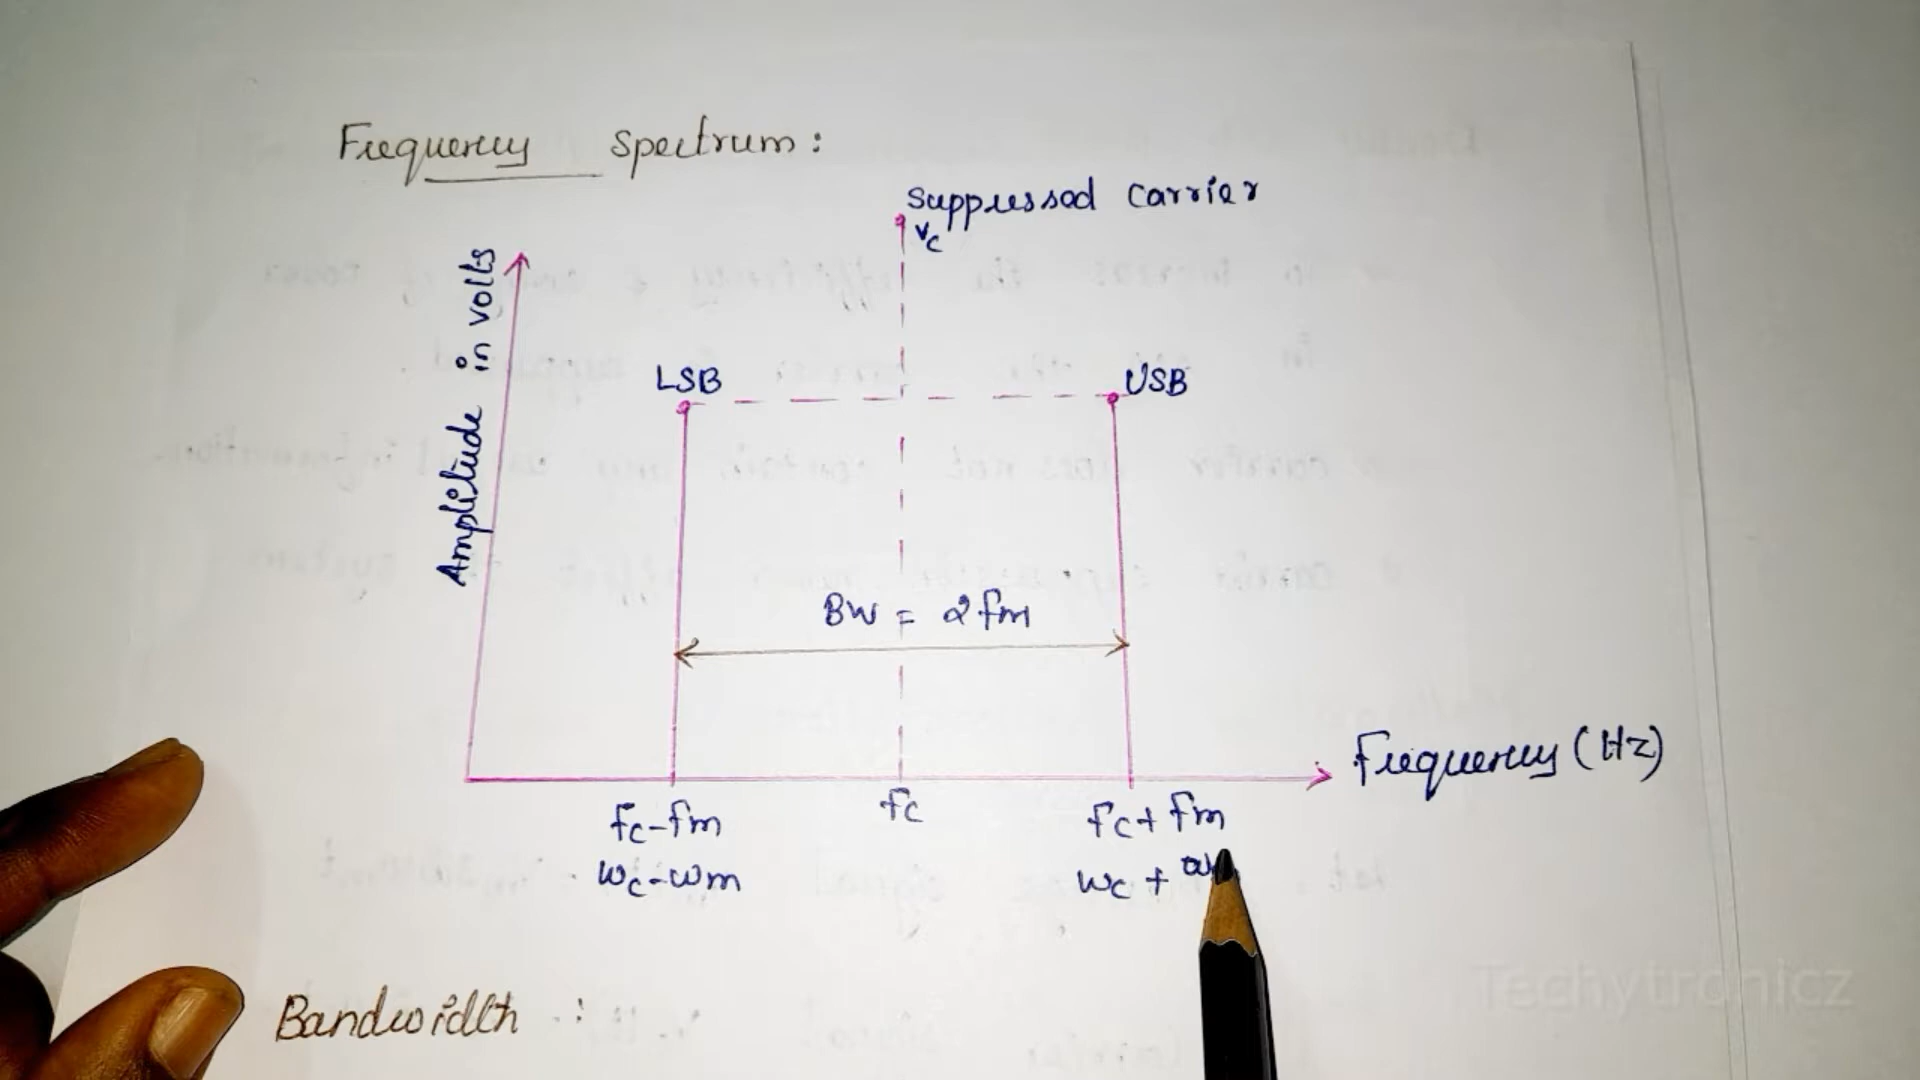 Frequency spectrum:
Suppressed Carrier
Vc
Amplitude in volts
LSB
USB
BW = 2fm
Frequency (Hz)
fc-fm
fc
fc+fm
wc-wm
wc +
Bandwidth :
Techytronicz